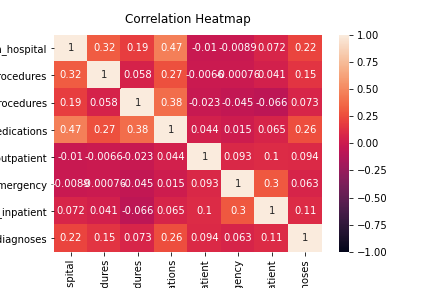 Correlation Heatmap
_hospital 1 0.32 0.19 0.47 -0.01 -0.0089 0.072 0.22
rocedures 0.32 1 0.058 0.27 -0.0066 -0.00076 0.041 0.15
rocedures 0.19 0.058 1 0.38 -0.023 -0.045 -0.066 0.073
edications 0.47 0.27 0.38 1 0.044 0.015 0.065 0.26
utpatient -0.01 -0.0066 -0.023 0.044 1 0.093 0.1 0.094
mergency -0.0089 -0.00076 -0.045 0.015 0.093 1 0.3 0.063
_inpatient 0.072 0.041 -0.066 0.065 0.1 0.3 1 0.11
diagnoses 0.22 0.15 0.073 0.26 0.094 0.063 0.11 1
spital
dures
dures
ations
patient
gency
patient
noses
1.00
0.75
0.50
0.25
0.00
−0.25
−0.50
−0.75
−1.00